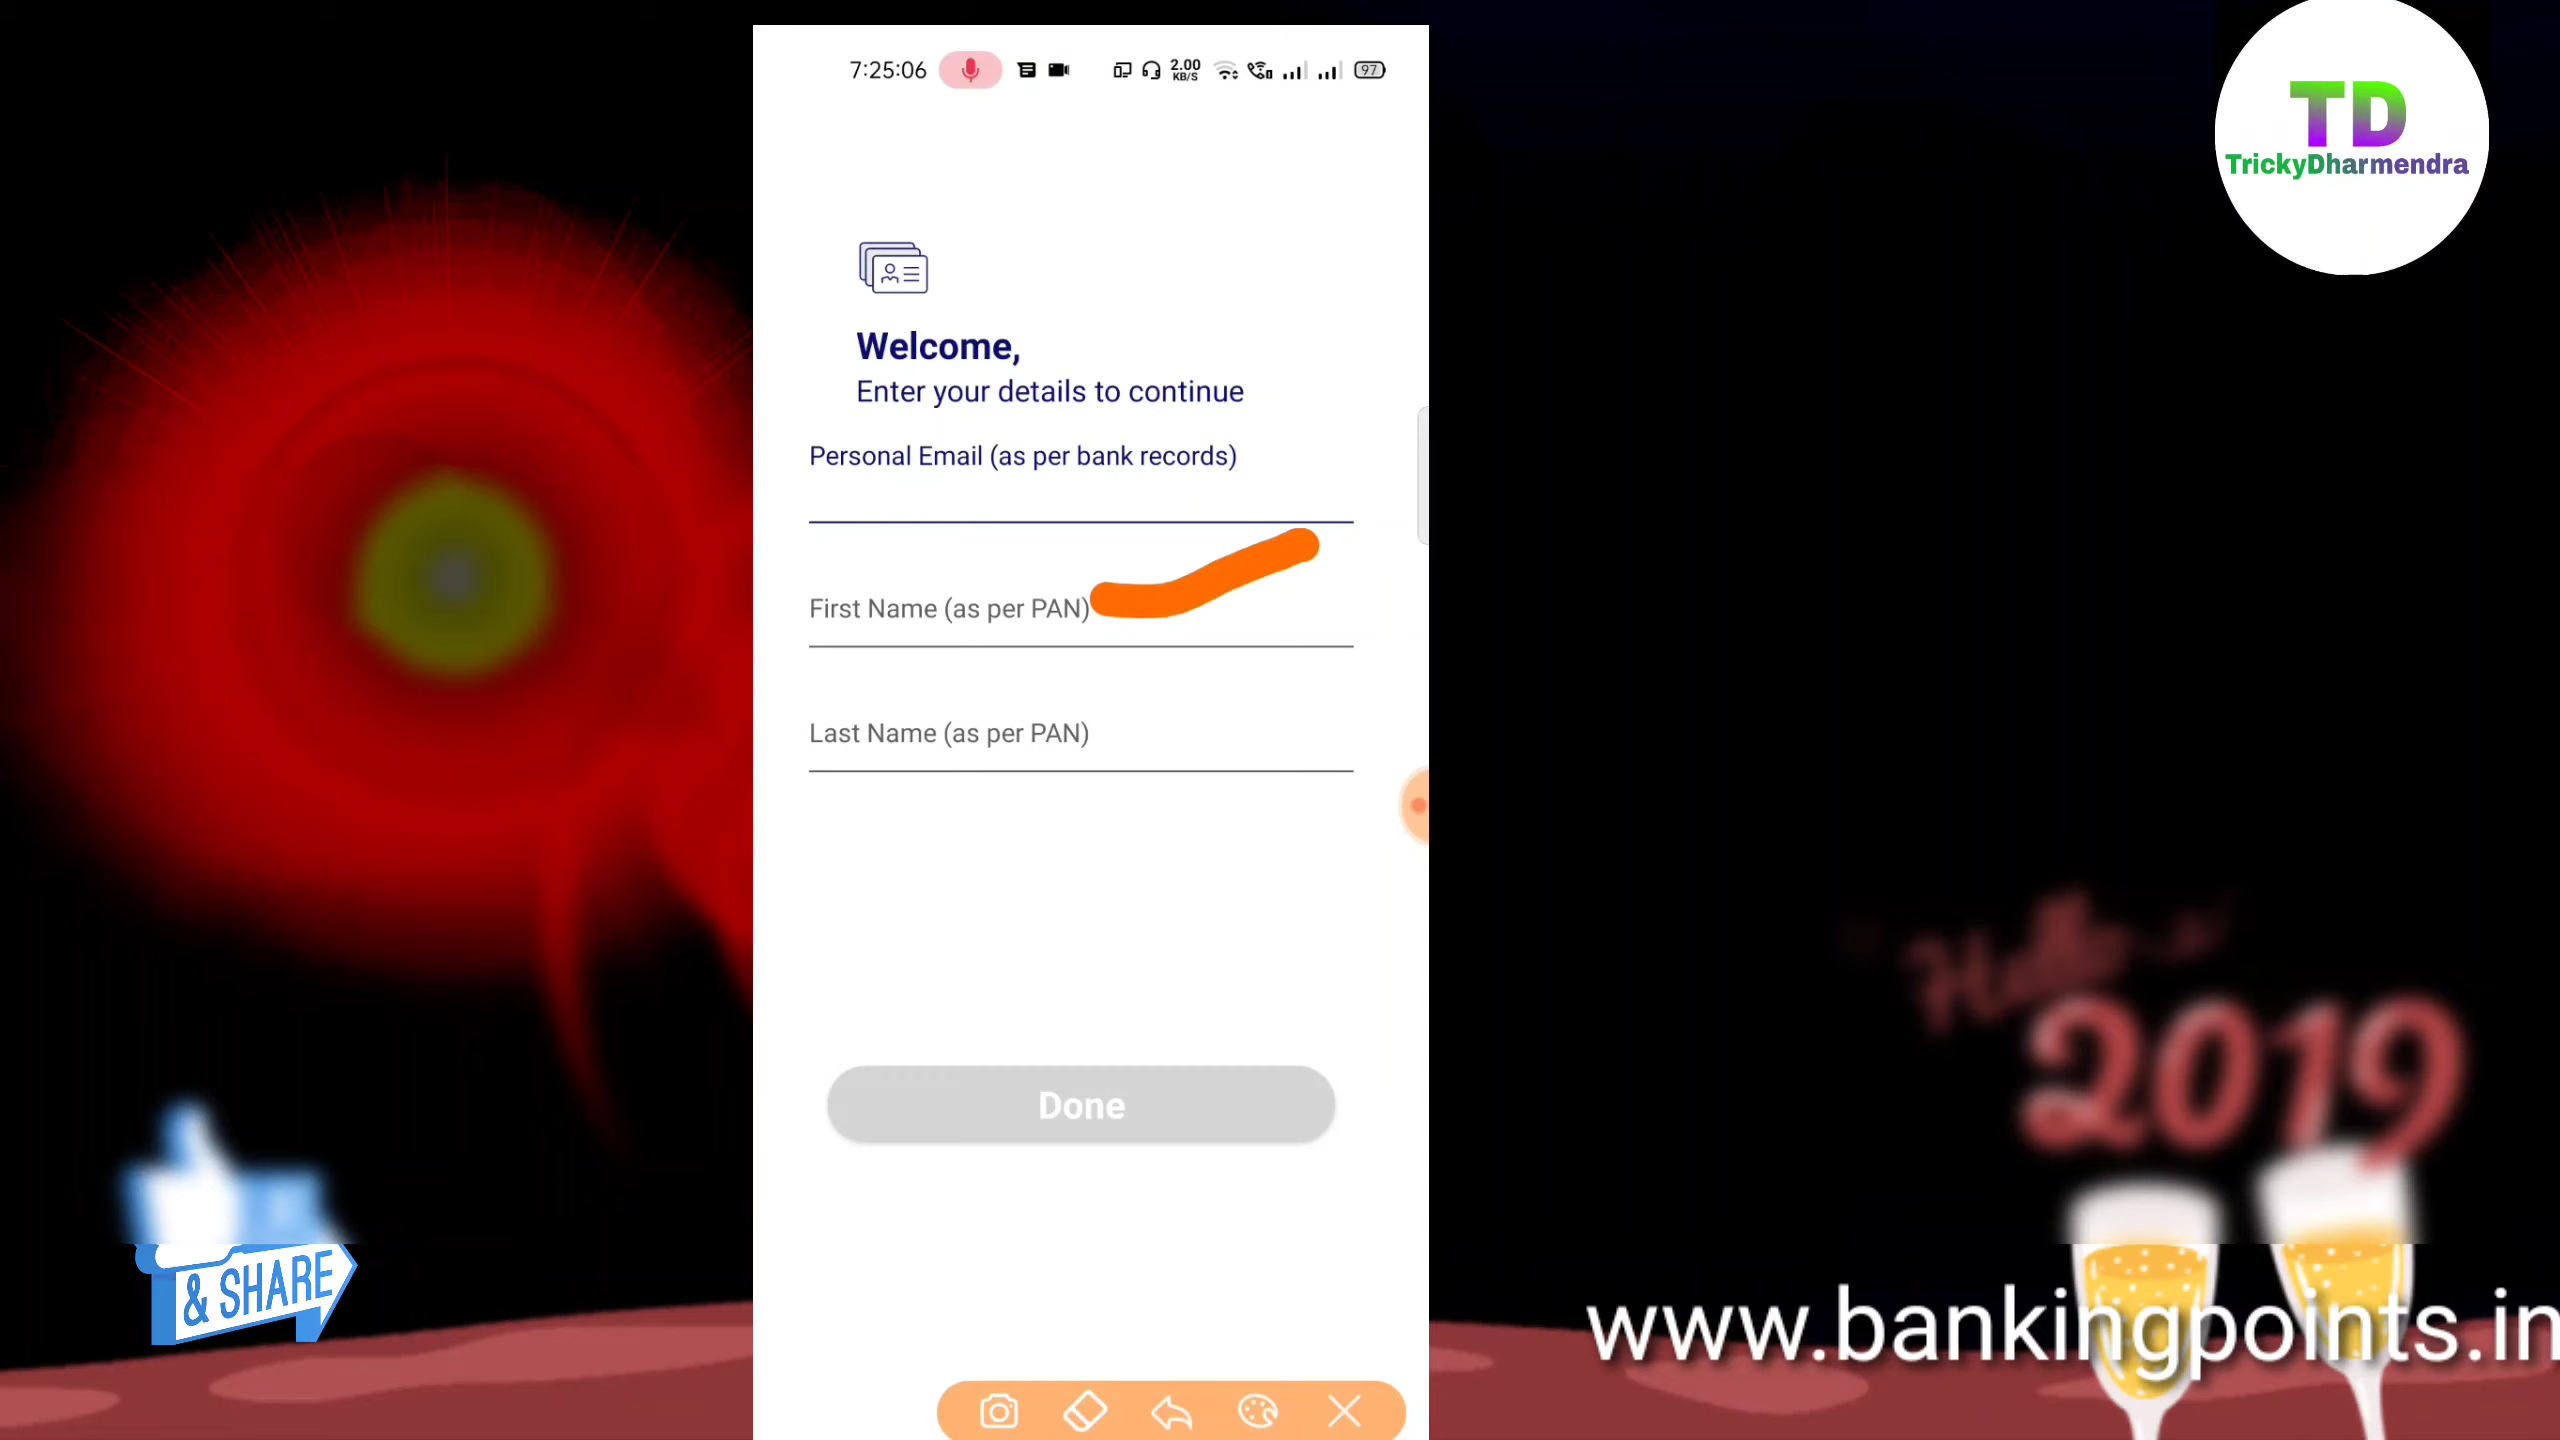 7:25:06
2.00
KB/S
97
TD
TrickyDharmendra
Welcome,
Enter your details to continue
Personal Email (as per bank records)
First Name (as per PAN)
Last Name (as per PAN)
Done
Hello
2019
& SHARE
www.bankingpoints.in